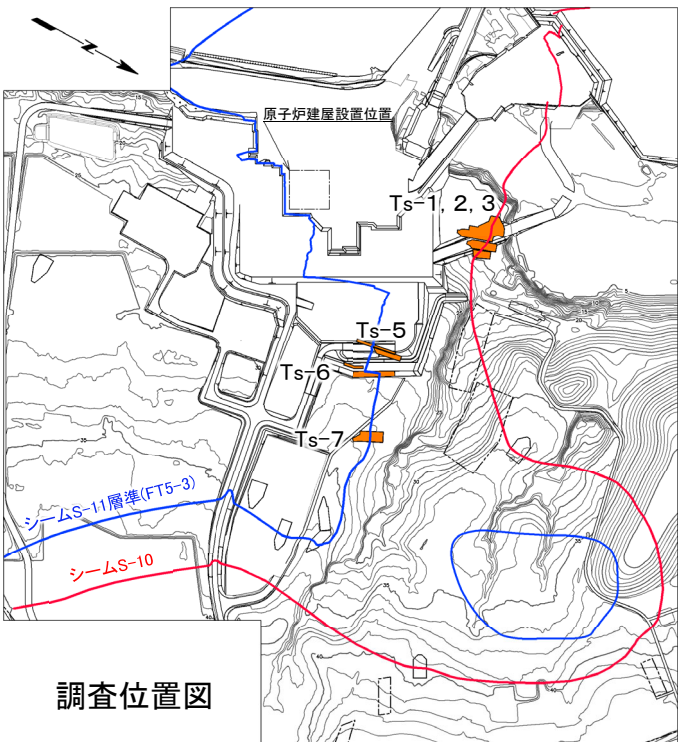 N
原子炉建屋設置位置
Ts-1, 2, 3
Ts-5
Ts-6
Ts-7
シームS-11層準(FT5-3)
シームS-10
調査位置図